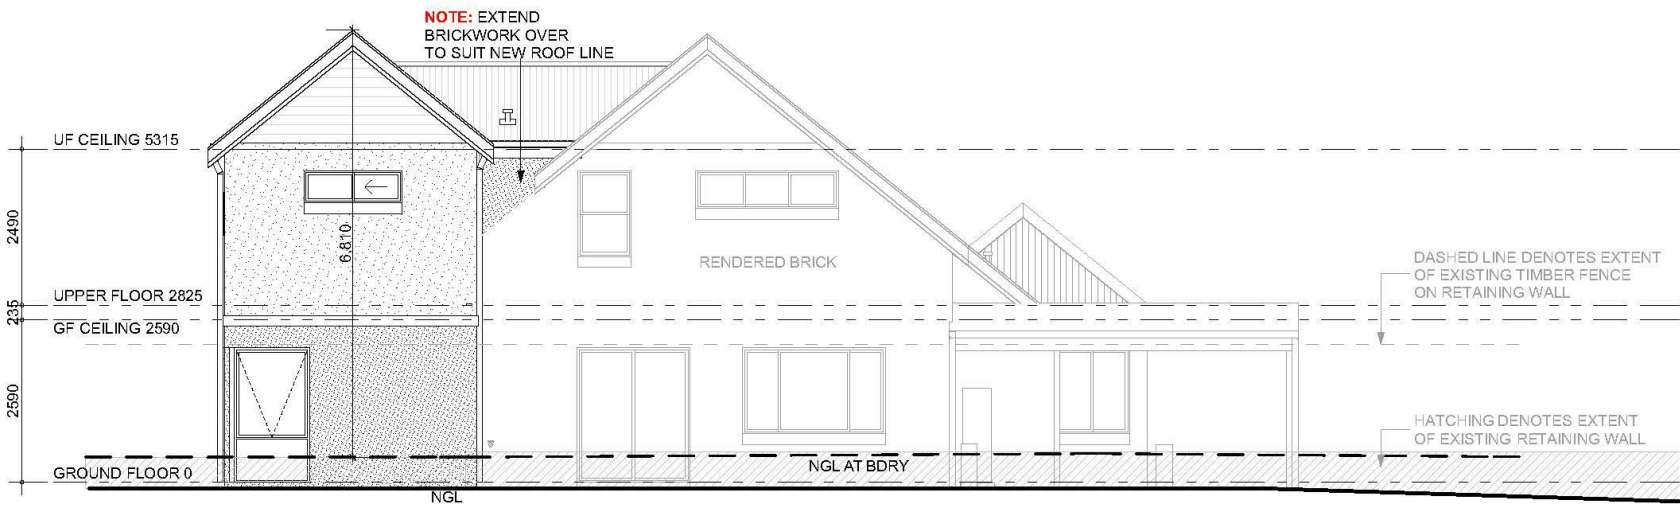 NOTE: EXTEND
BRICKWORK OVER
TO SUIT NEW ROOF LINE
UF CEILING 5315
2490
6,810
RENDERED BRICK
DASHED LINE DENOTES EXTENT
OF EXISTING TIMBER FENCE
ON RETAINING WALL
UPPER FLOOR 2825
235
GF CEILING 2590
2590
HATCHING DENOTES EXTENT
OF EXISTING RETAINING WALL
GROUND FLOOR 0
NGL AT BDRY
NGL